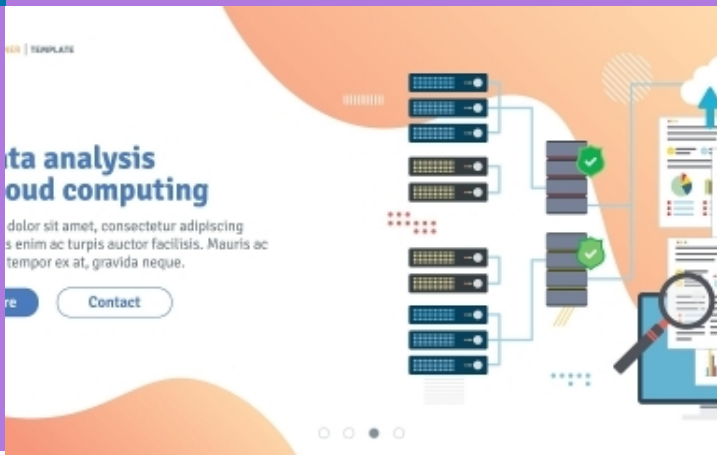 TEMPLATE
ta analysis
oud computing
dolor sit amet, consectetur adipiscing
s enim ac turpis auctor facilisis. Mauris ac
tempor ex at, gravida neque.
re Contact